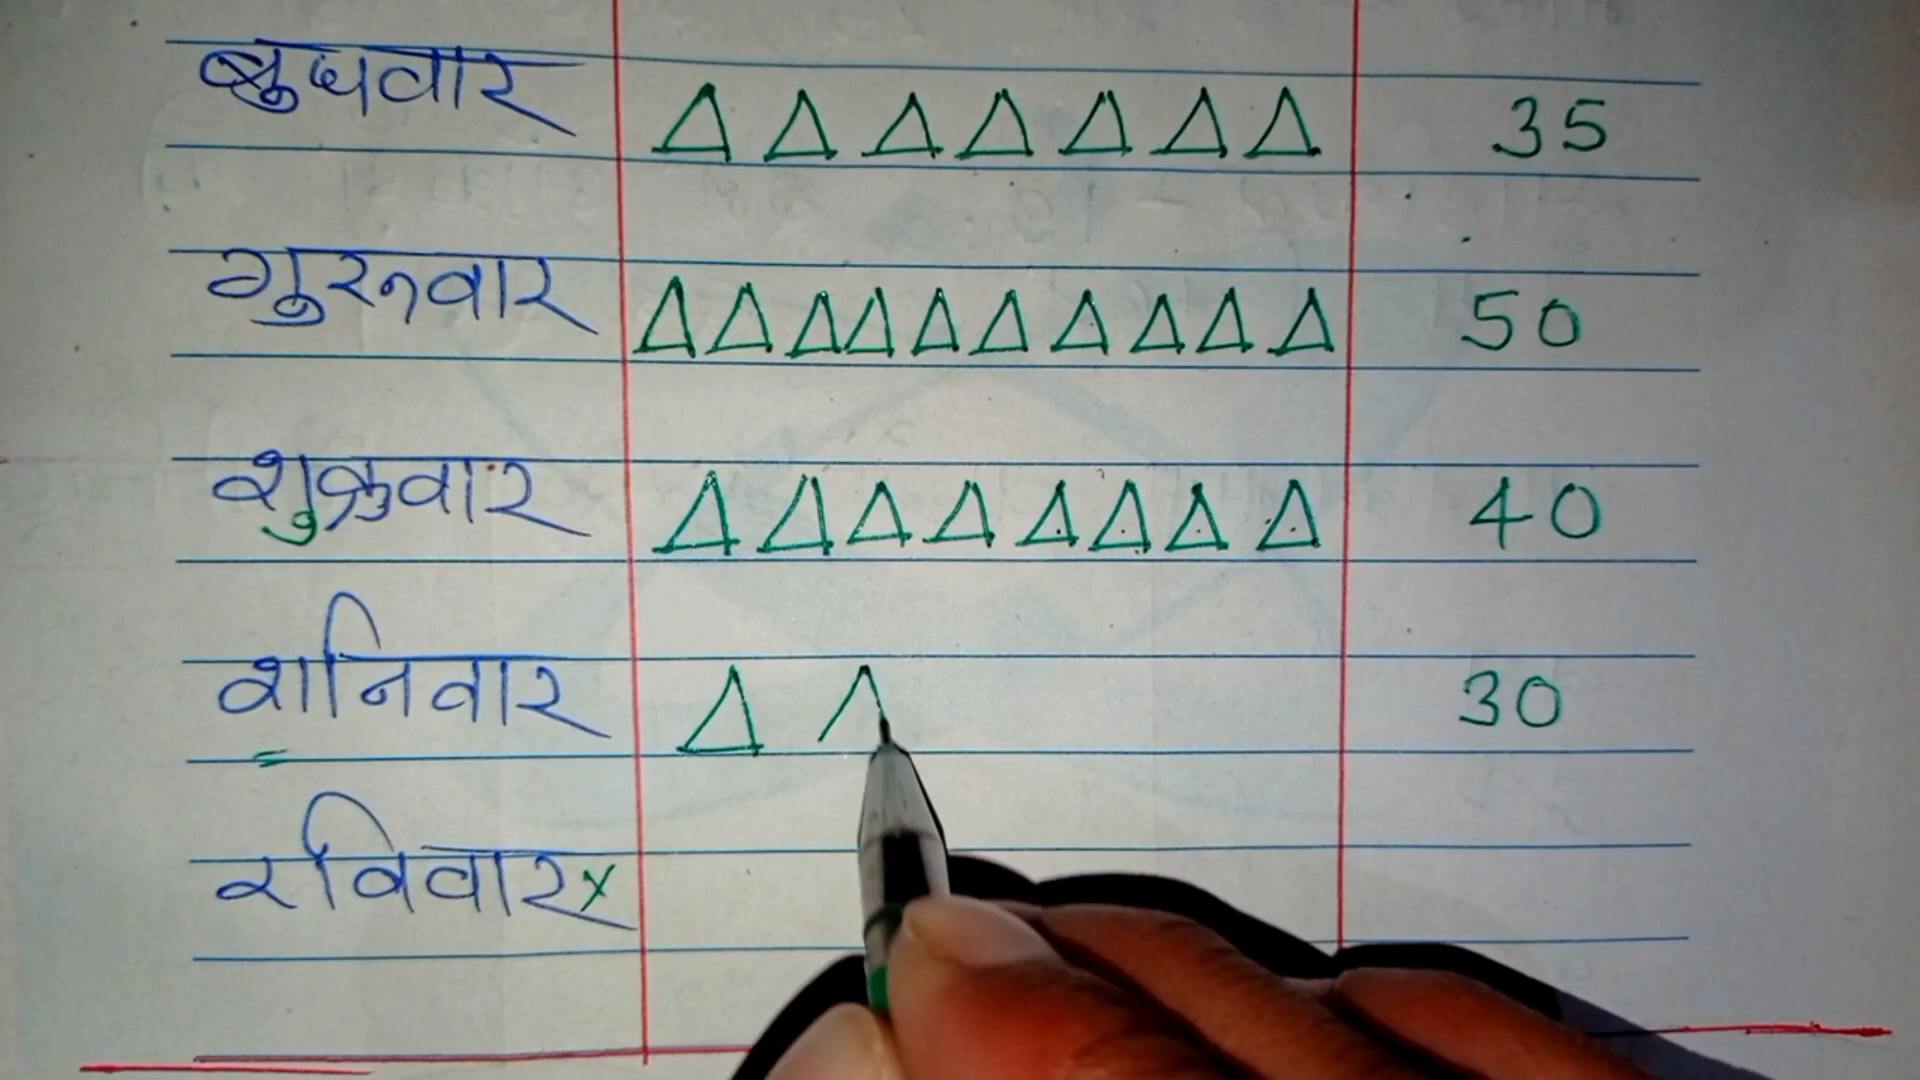 बुधवार Δ Δ Δ Δ Δ Δ Δ 35
गुरुवार Δ Δ Δ Δ Δ Δ Δ Δ Δ Δ 50
शुक्रवार Δ Δ Δ Δ Δ Δ Δ Δ 40
शनिवार Δ Λ 30
रविवार x